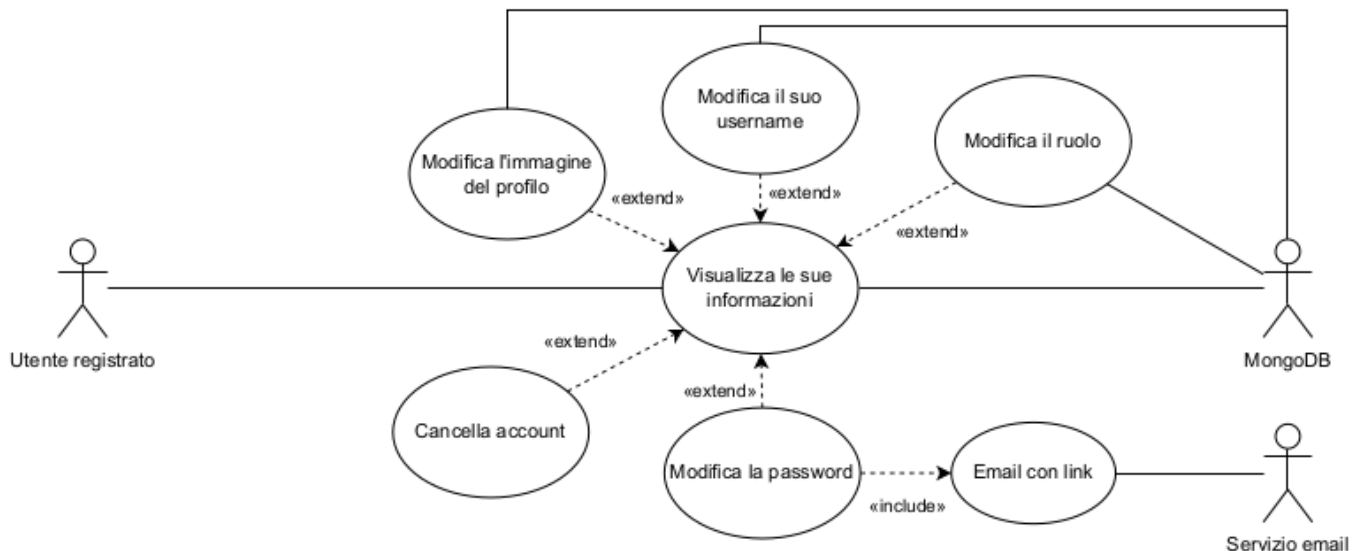 Modifica il suo
username
Modifica il ruolo
Modifica l'immagine
del profilo
«extend»
«extend»
«extend»
Visualizza le sue
informazioni
Utente registrato
MongoDB
«extend»
«extend»
Cancella account
Modifica la password
Email con link
«include»
Servizio email